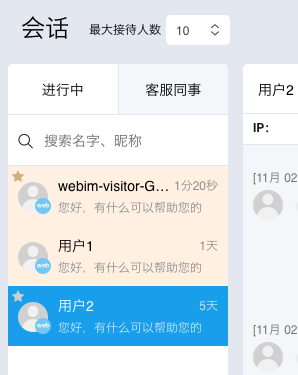 会话 最大接待人数 10
进行中 客服同事 用户2
搜索名字、昵称 IP：
webim-visitor-G... 1分20秒
web 您好，有什么可以帮助您的
[11月 02
用户1 1天
web 您好，有什么可以帮助您的
用户2 5天
web 您好，有什么可以帮助您的
[11月 02